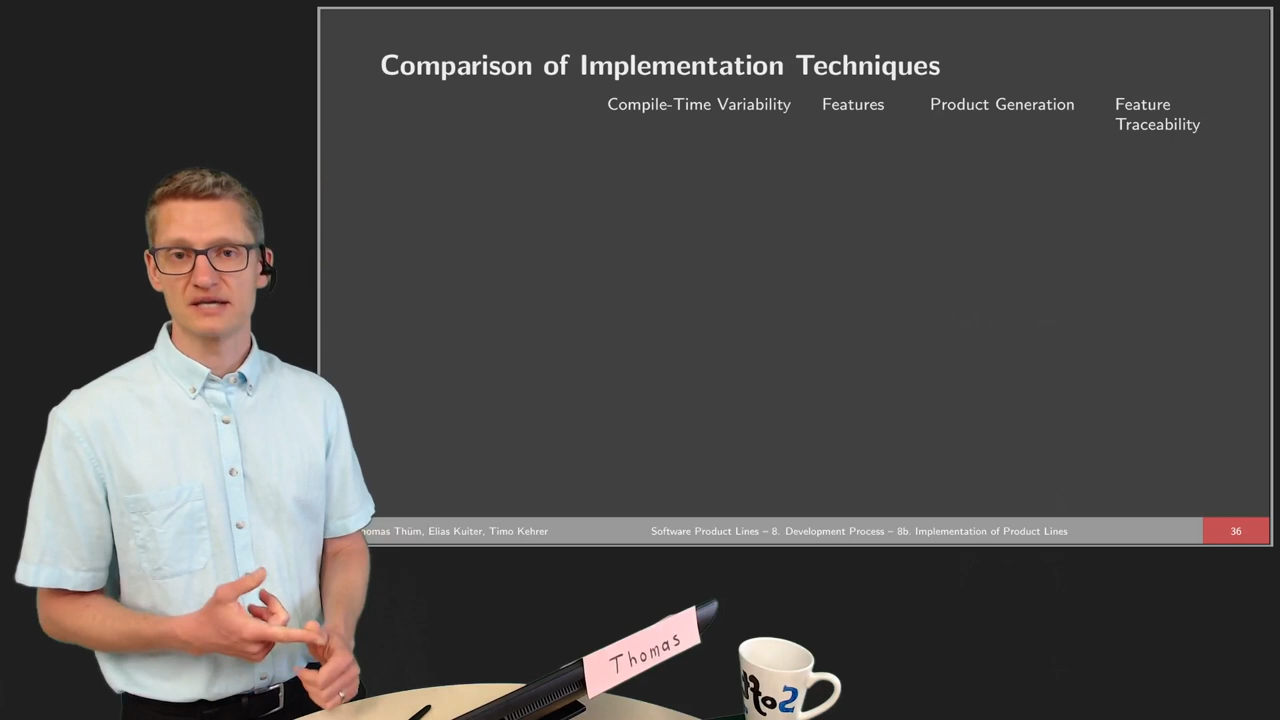 Comparison of Implementation Techniques
Compile-Time Variability Features Product Generation Feature
Traceability
Thüm, Elias Kuiter, Timo Kehrer Software Product Lines – 8. Development Process – 8b. Implementation of Product Lines 36
Thomas